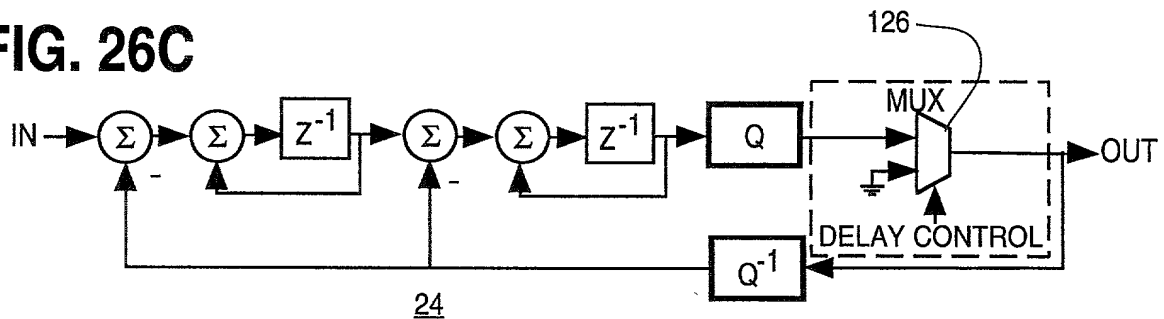 FIG. 26C
126
MUX
IN
Σ
Σ
Z-1
Σ
Σ
Z-1
Q
OUT
DELAY CONTROL
-
-
Q-1
24